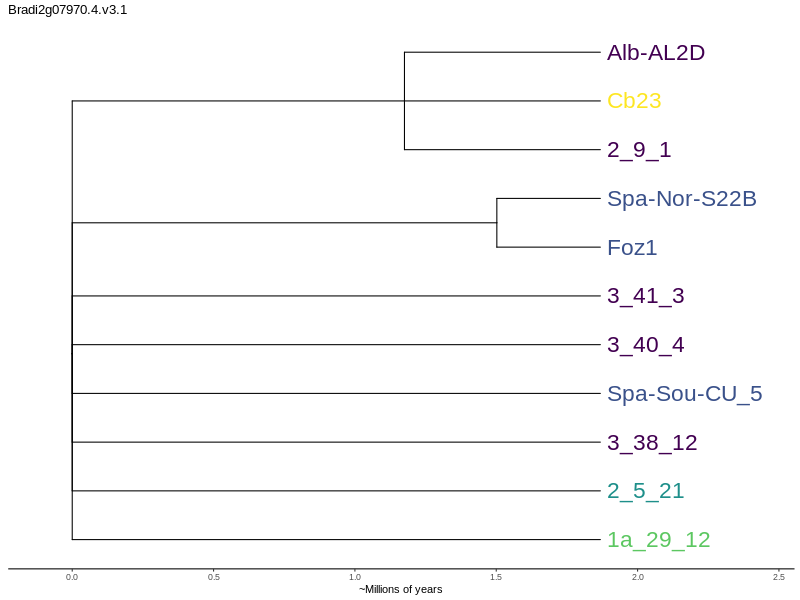 Bradi2g07970.4.v3.1
Alb-AL2D
Cb23
2_9_1
Spa-Nor-S22B
Foz1
3_41_3
3_40_4
Spa-Sou-CU_5
3_38_12
2_5_21
1a_29_12
0.0 0.5 1.0 1.5 2.0 2.5
~Millions of years